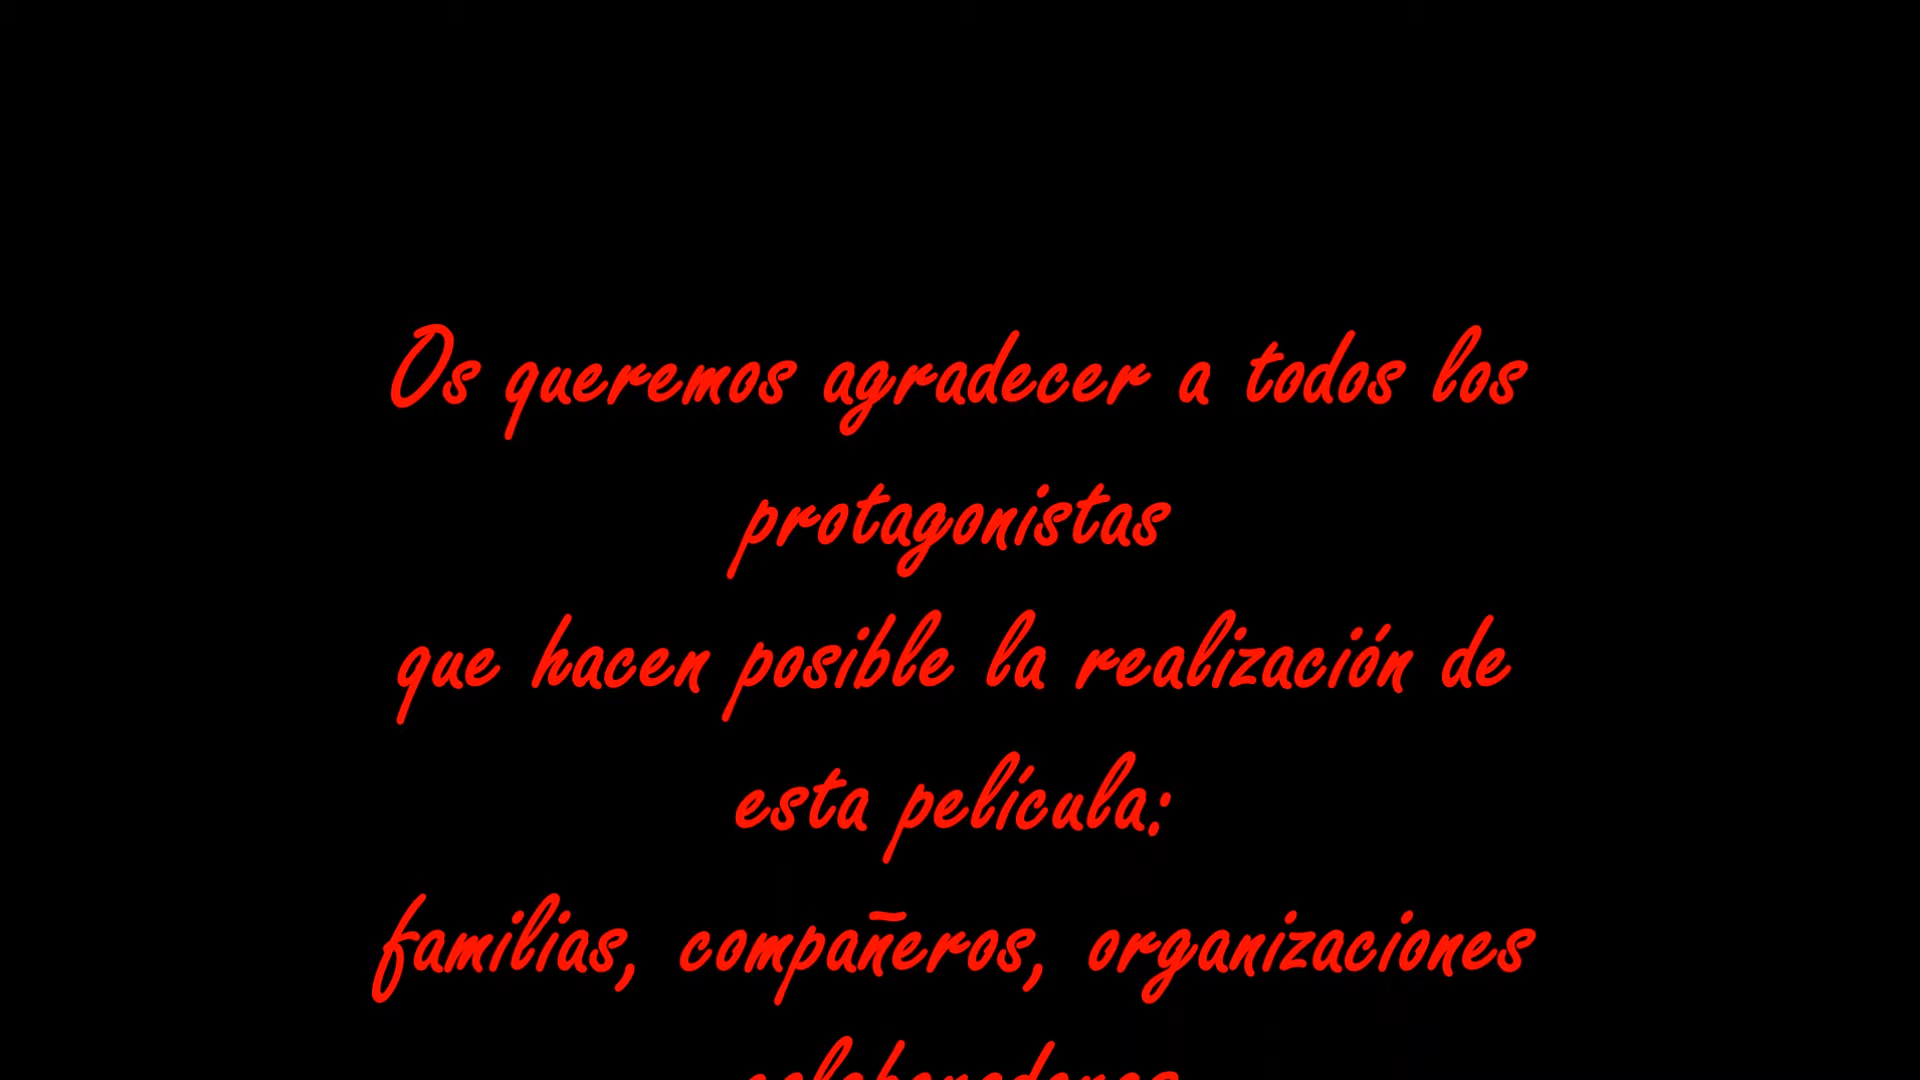 Os queremos agradecer a todos los
protagonistas
que hacen posible la realización de
esta película:
familias, compañeros, organizaciones